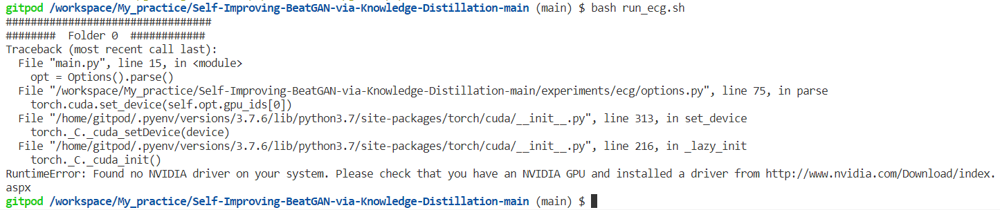 gitpod /workspace/My_practice/Self-Improving-BeatGAN-via-Knowledge-Distillation-main (main) $ bash run_ecg.sh
#################################
######## Folder 0 ############
Traceback (most recent call last):
File "main.py", line 15, in <module>
opt = Options().parse()
File "/workspace/My_practice/Self-Improving-BeatGAN-via-Knowledge-Distillation-main/experiments/ecg/options.py", line 75, in parse
torch.cuda.set_device(self.opt.gpu_ids[0])
File "/home/gitpod/.pyenv/versions/3.7.6/lib/python3.7/site-packages/torch/cuda/__init__.py", line 313, in set_device
torch._C._cuda_setDevice(device)
File "/home/gitpod/.pyenv/versions/3.7.6/lib/python3.7/site-packages/torch/cuda/__init__.py", line 216, in _lazy_init
torch._C._cuda_init()
RuntimeError: Found no NVIDIA driver on your system. Please check that you have an NVIDIA GPU and installed a driver from http://www.nvidia.com/Download/index.
aspx
gitpod /workspace/My_practice/Self-Improving-BeatGAN-via-Knowledge-Distillation-main (main) $